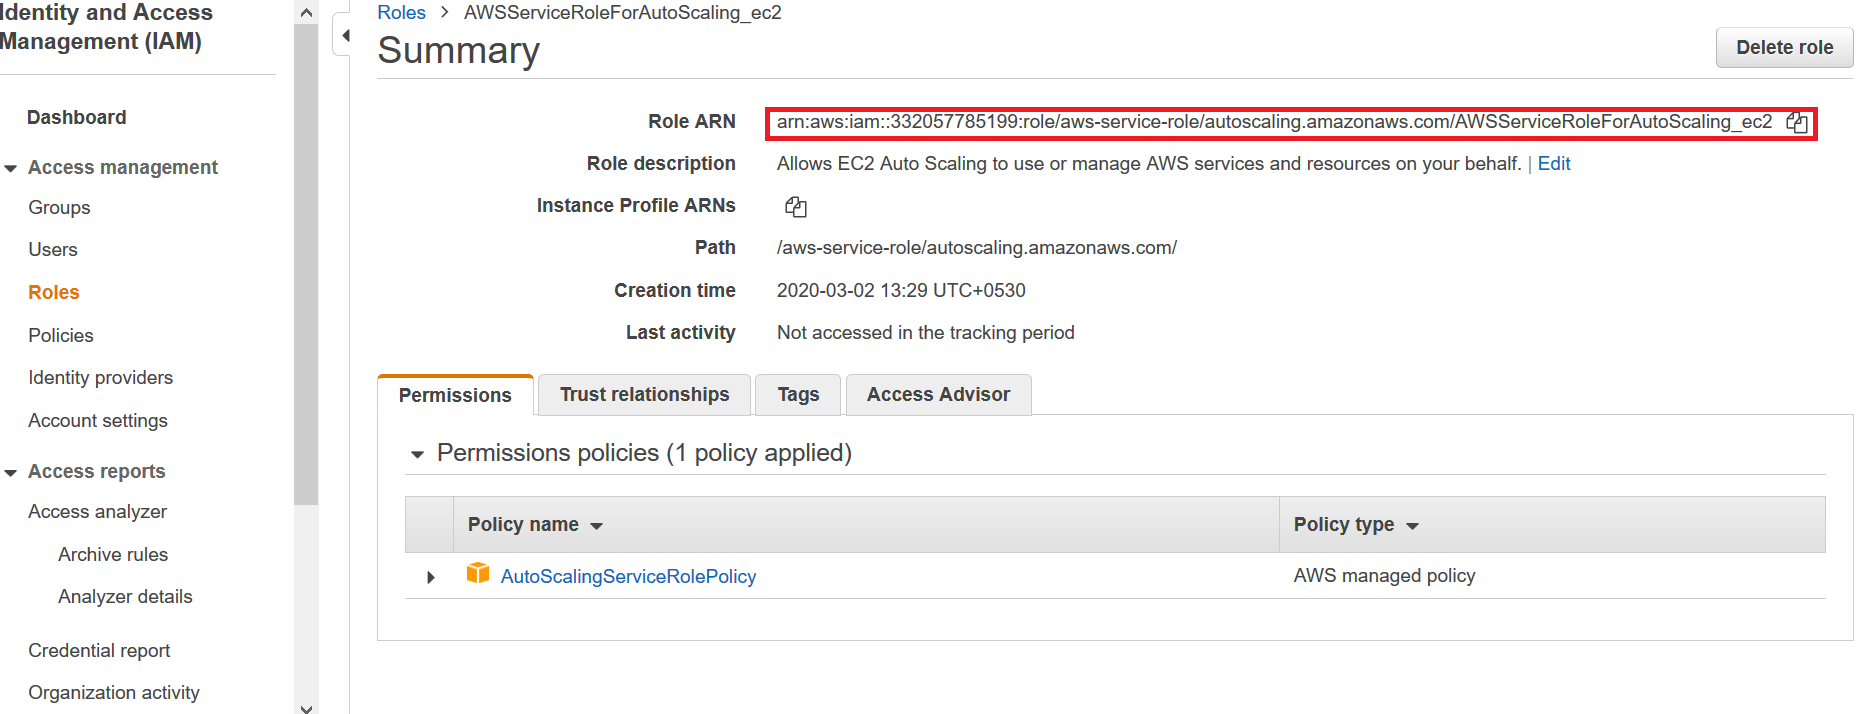 Identity and Access
Management (IAM)
Dashboard
Access management
Groups
Users
Roles
Policies
Identity providers
Account settings
Access reports
Access analyzer
Archive rules
Analyzer details
Credential report
Organization activity
Roles > AWSServiceRoleForAutoScaling_ec2
Summary
Delete role
Role ARN arn:aws:iam::332057785199:role/aws-service-role/autoscaling.amazonaws.com/AWSServiceRoleForAutoScaling_ec2
Role description Allows EC2 Auto Scaling to use or manage AWS services and resources on your behalf. | Edit
Instance Profile ARNs
Path /aws-service-role/autoscaling.amazonaws.com/
Creation time 2020-03-02 13:29 UTC+0530
Last activity Not accessed in the tracking period
Permissions Trust relationships Tags Access Advisor
Permissions policies (1 policy applied)
Policy name Policy type
AutoScalingServiceRolePolicy AWS managed policy